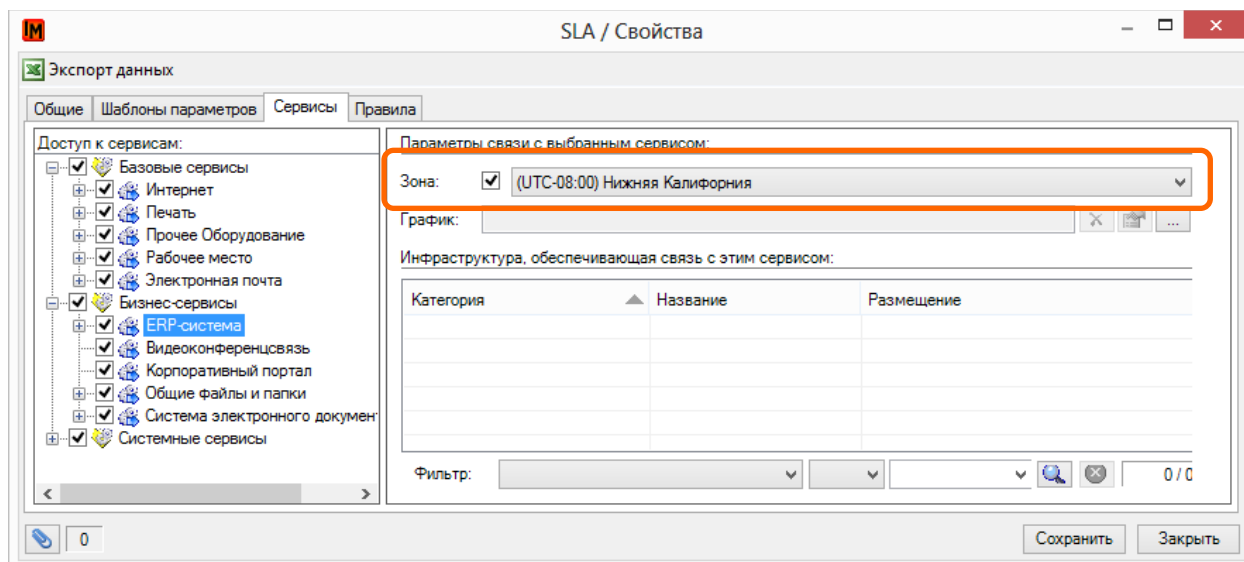 IM
SLA / Свойства
Экспорт данных
Общие Шаблоны параметров Сервисы Правила
Доступ к сервисам:
Базовые сервисы
Интернет
Печать
Прочее Оборудование
Рабочее место
Электронная почта
Бизнес-сервисы
ERP-система
Видеоконференцсвязь
Корпоративный портал
Общие файлы и папки
Система электронного докумен
Системные сервисы
Параметры связи с выбранным сервисом:
Зона: (UTC-08:00) Нижняя Калифорния
График: ...
Инфраструктура, обеспечивающая связь с этим сервисом:
Категория Название Размещение
Фильтр: 0 / 0
0 Сохранить Закрыть